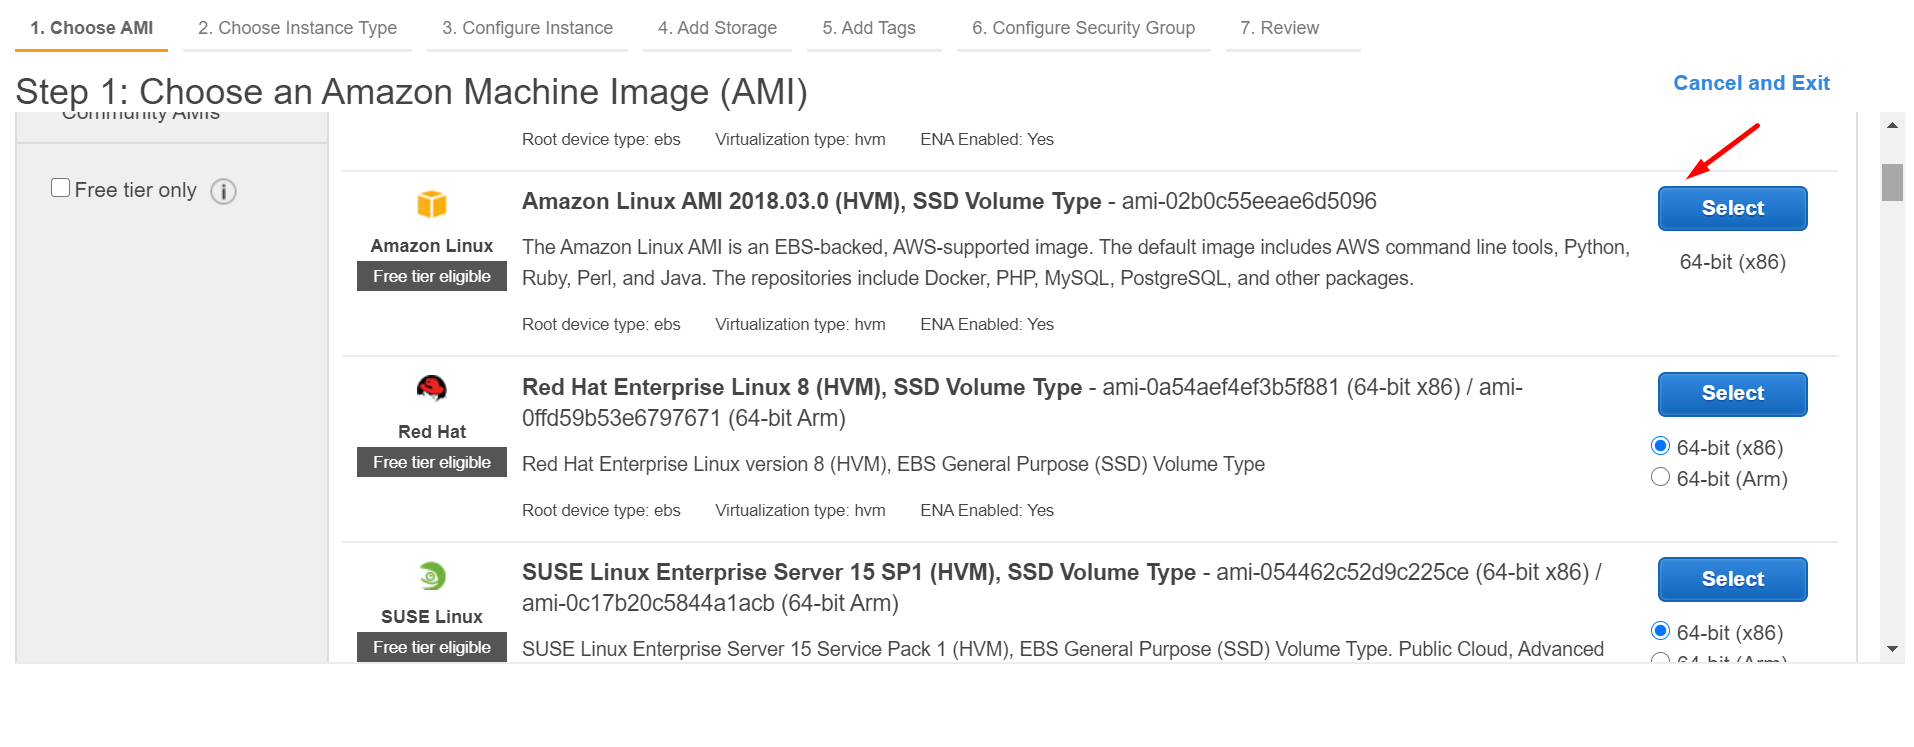 1. Choose AMI 2. Choose Instance Type 3. Configure Instance 4. Add Storage 5. Add Tags 6. Configure Security Group 7. Review
Step 1: Choose an Amazon Machine Image (AMI)
Cancel and Exit
Community AMIs
Free tier only
Root device type: ebs Virtualization type: hvm ENA Enabled: Yes
Amazon Linux
Free tier eligible
Amazon Linux AMI 2018.03.0 (HVM), SSD Volume Type - ami-02b0c55eeae6d5096
The Amazon Linux AMI is an EBS-backed, AWS-supported image. The default image includes AWS command line tools, Python,
Ruby, Perl, and Java. The repositories include Docker, PHP, MySQL, PostgreSQL, and other packages.
Root device type: ebs Virtualization type: hvm ENA Enabled: Yes
Select
64-bit (x86)
Red Hat
Free tier eligible
Red Hat Enterprise Linux 8 (HVM), SSD Volume Type - ami-0a54aef4ef3b5f881 (64-bit x86) / ami-
0ffd59b53e6797671 (64-bit Arm)
Red Hat Enterprise Linux version 8 (HVM), EBS General Purpose (SSD) Volume Type
Root device type: ebs Virtualization type: hvm ENA Enabled: Yes
Select
64-bit (x86)
64-bit (Arm)
SUSE Linux
Free tier eligible
SUSE Linux Enterprise Server 15 SP1 (HVM), SSD Volume Type - ami-054462c52d9c225ce (64-bit x86) /
ami-0c17b20c5844a1acb (64-bit Arm)
SUSE Linux Enterprise Server 15 Service Pack 1 (HVM), EBS General Purpose (SSD) Volume Type. Public Cloud, Advanced
Select
64-bit (x86)
64-bit (Arm)